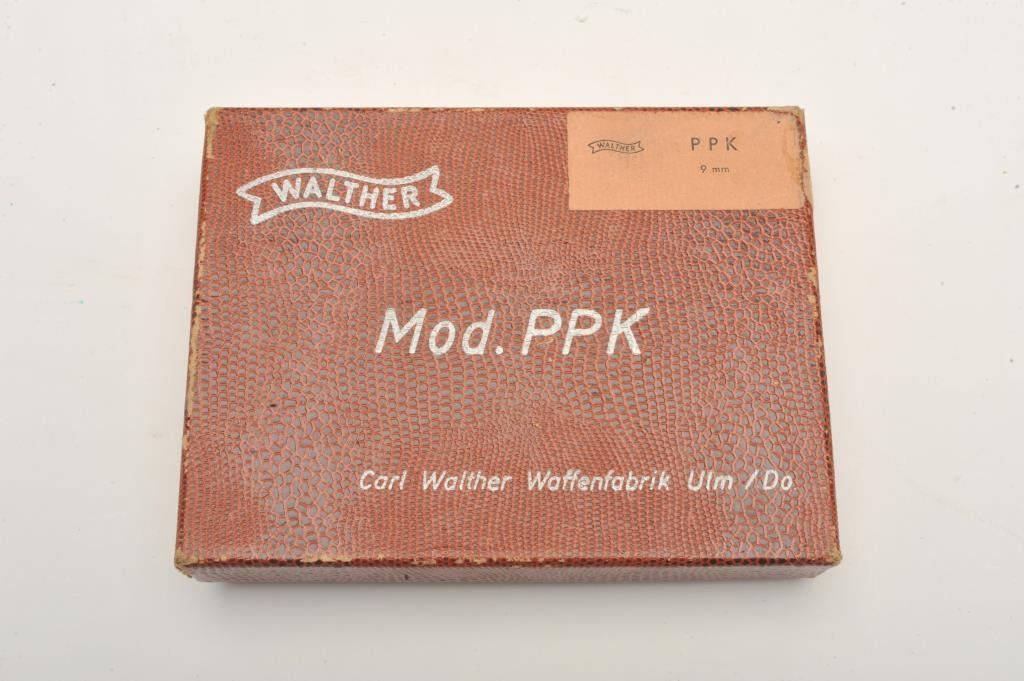 WALTHER
PPK
9 mm
WALTHER
Mod. PPK
Carl Walther Waffenfabrik Ulm / Do